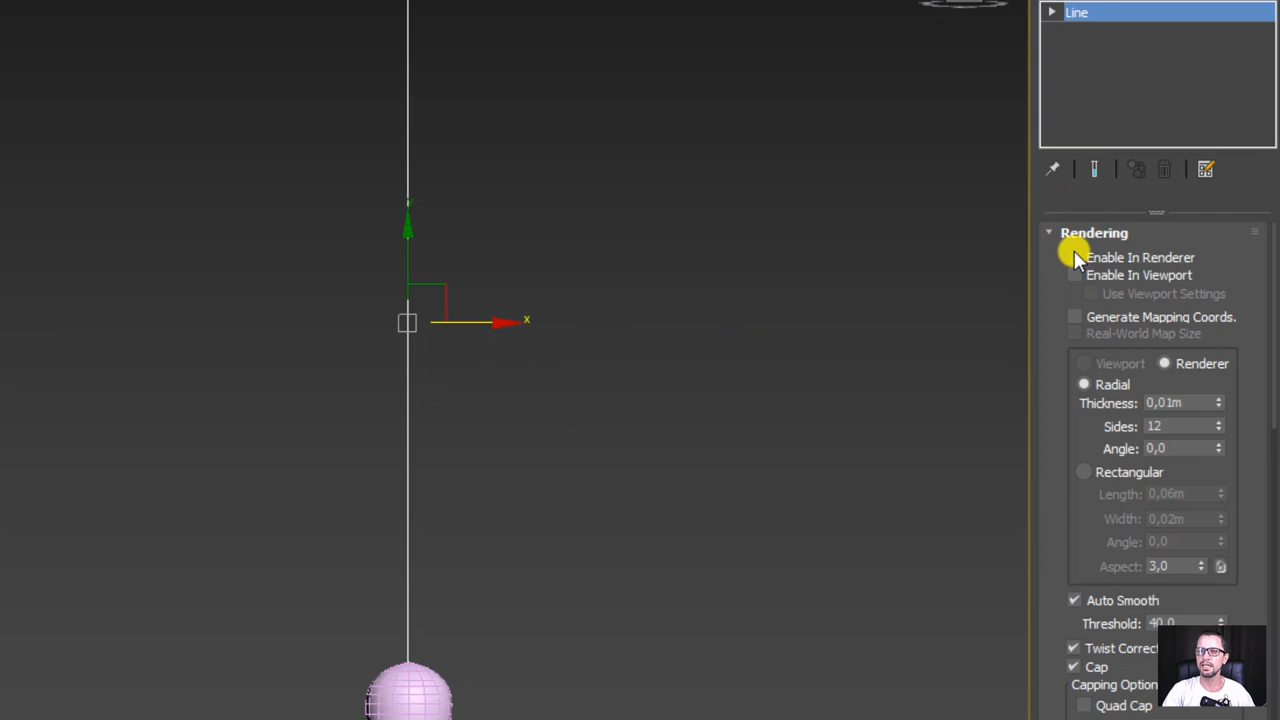 Line
Rendering
Enable In Renderer
Enable In Viewport
Use Viewport Settings
Generate Mapping Coords.
Real-World Map Size
Viewport Renderer
Radial
Thickness: 0,01m
Sides: 12
Angle: 0,0
Rectangular
Length: 0,06m
Width: 0,02m
Angle: 0,0
Aspect: 3,0
Auto Smooth
Threshold: 40,0
Twist
Cap
Capping
Quad Cap
y
x